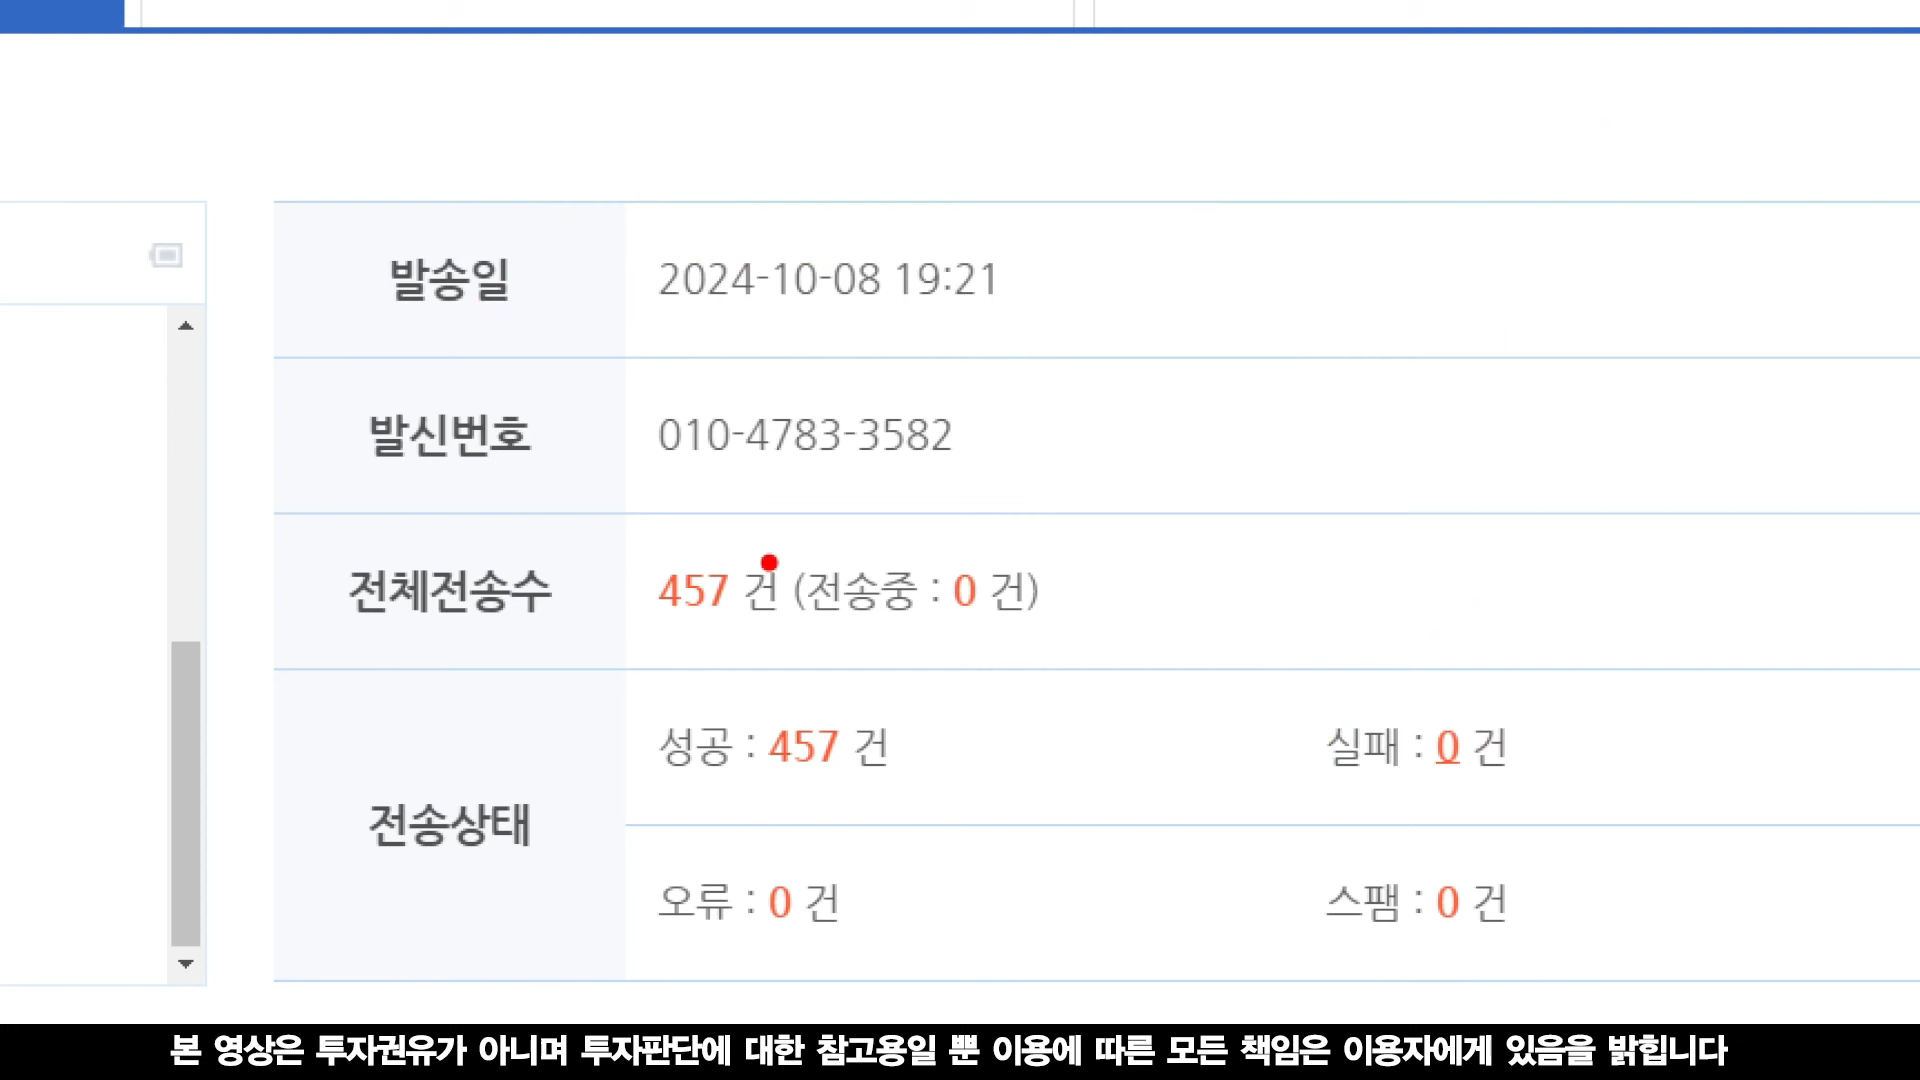 발송일 2024-10-08 19:21
발신번호 010-4783-3582
전체전송수 457 건 (전송중 : 0 건)
전송상태
성공 : 457 건 실패 : 0 건
오류 : 0 건 스팸 : 0 건
본 영상은 투자권유가 아니며 투자판단에 대한 참고용일 뿐 이용에 따른 모든 책임은 이용자에게 있음을 밝힙니다